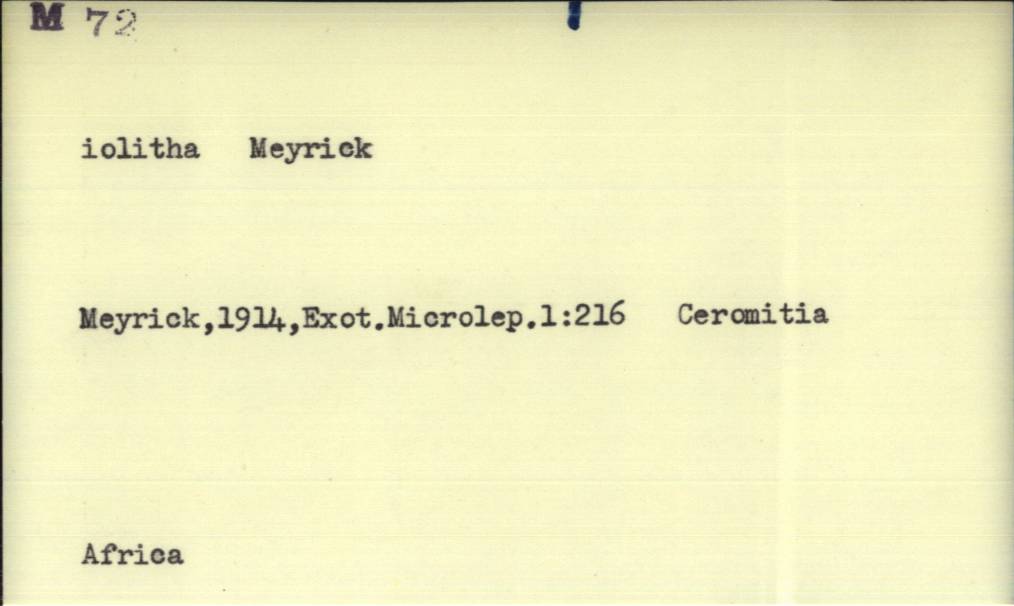 M 72
iolitha Meyrick
Meyrick,1914,Exot.Microlep.1:216 Ceromitia
Africa